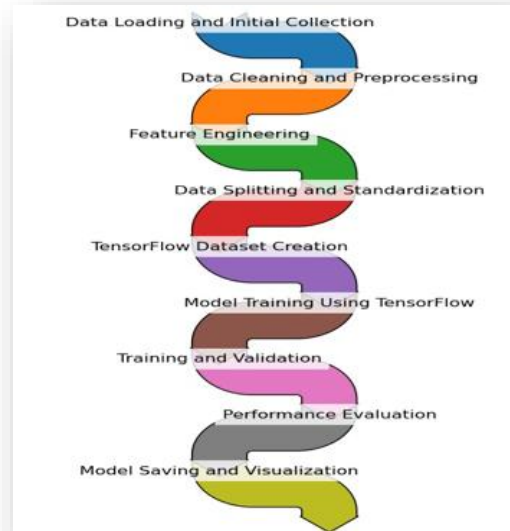 Data Loading and Initial Collection
Data Cleaning and Preprocessing
Feature Engineering
Data Splitting and Standardization
TensorFlow Dataset Creation
Model Training Using TensorFlow
Training and Validation
Performance Evaluation
Model Saving and Visualization